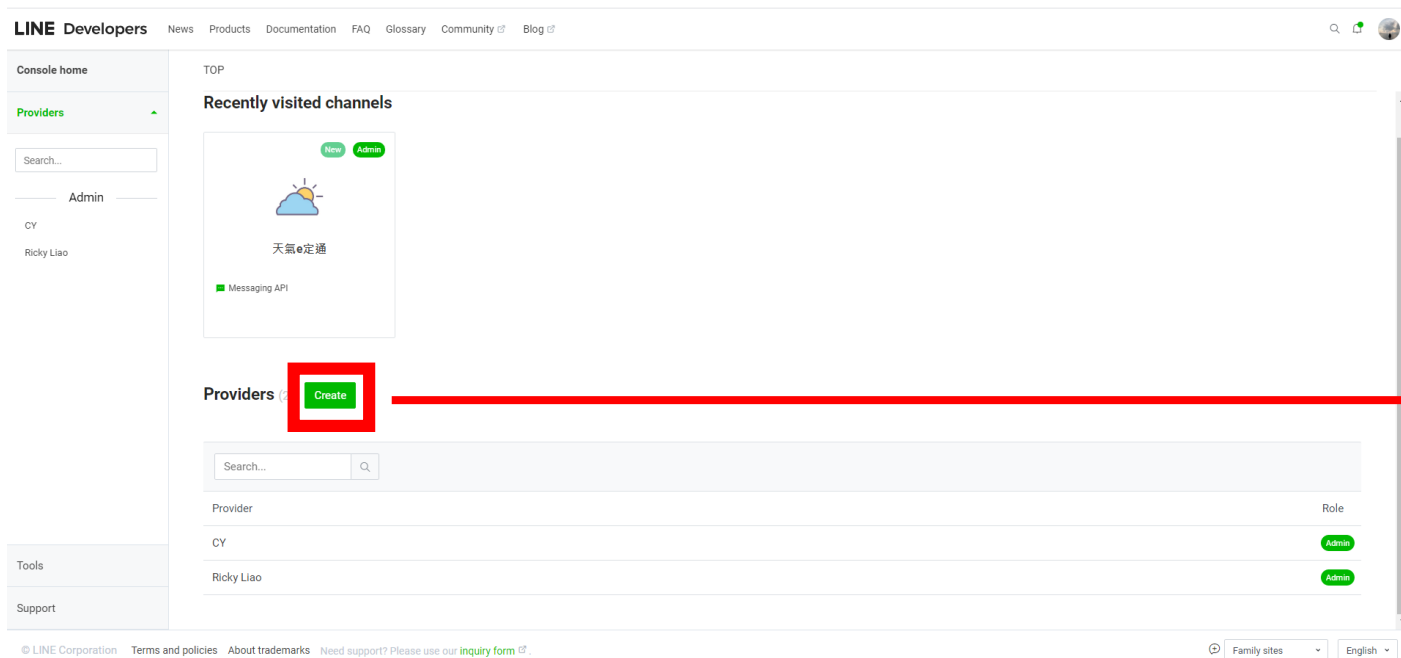 LINE Developers News Products Documentation FAQ Glossary Community Blog
Console home
TOP
Recently visited channels
Providers
Search...
Admin
CY
Ricky Liao
New Admin
天氣e定通
Messaging API
Providers Create
Search...
Provider Role
CY Admin
Ricky Liao Admin
Tools
Support
© LINE Corporation Terms and policies About trademarks Need support? Please use our inquiry form . Family sites English